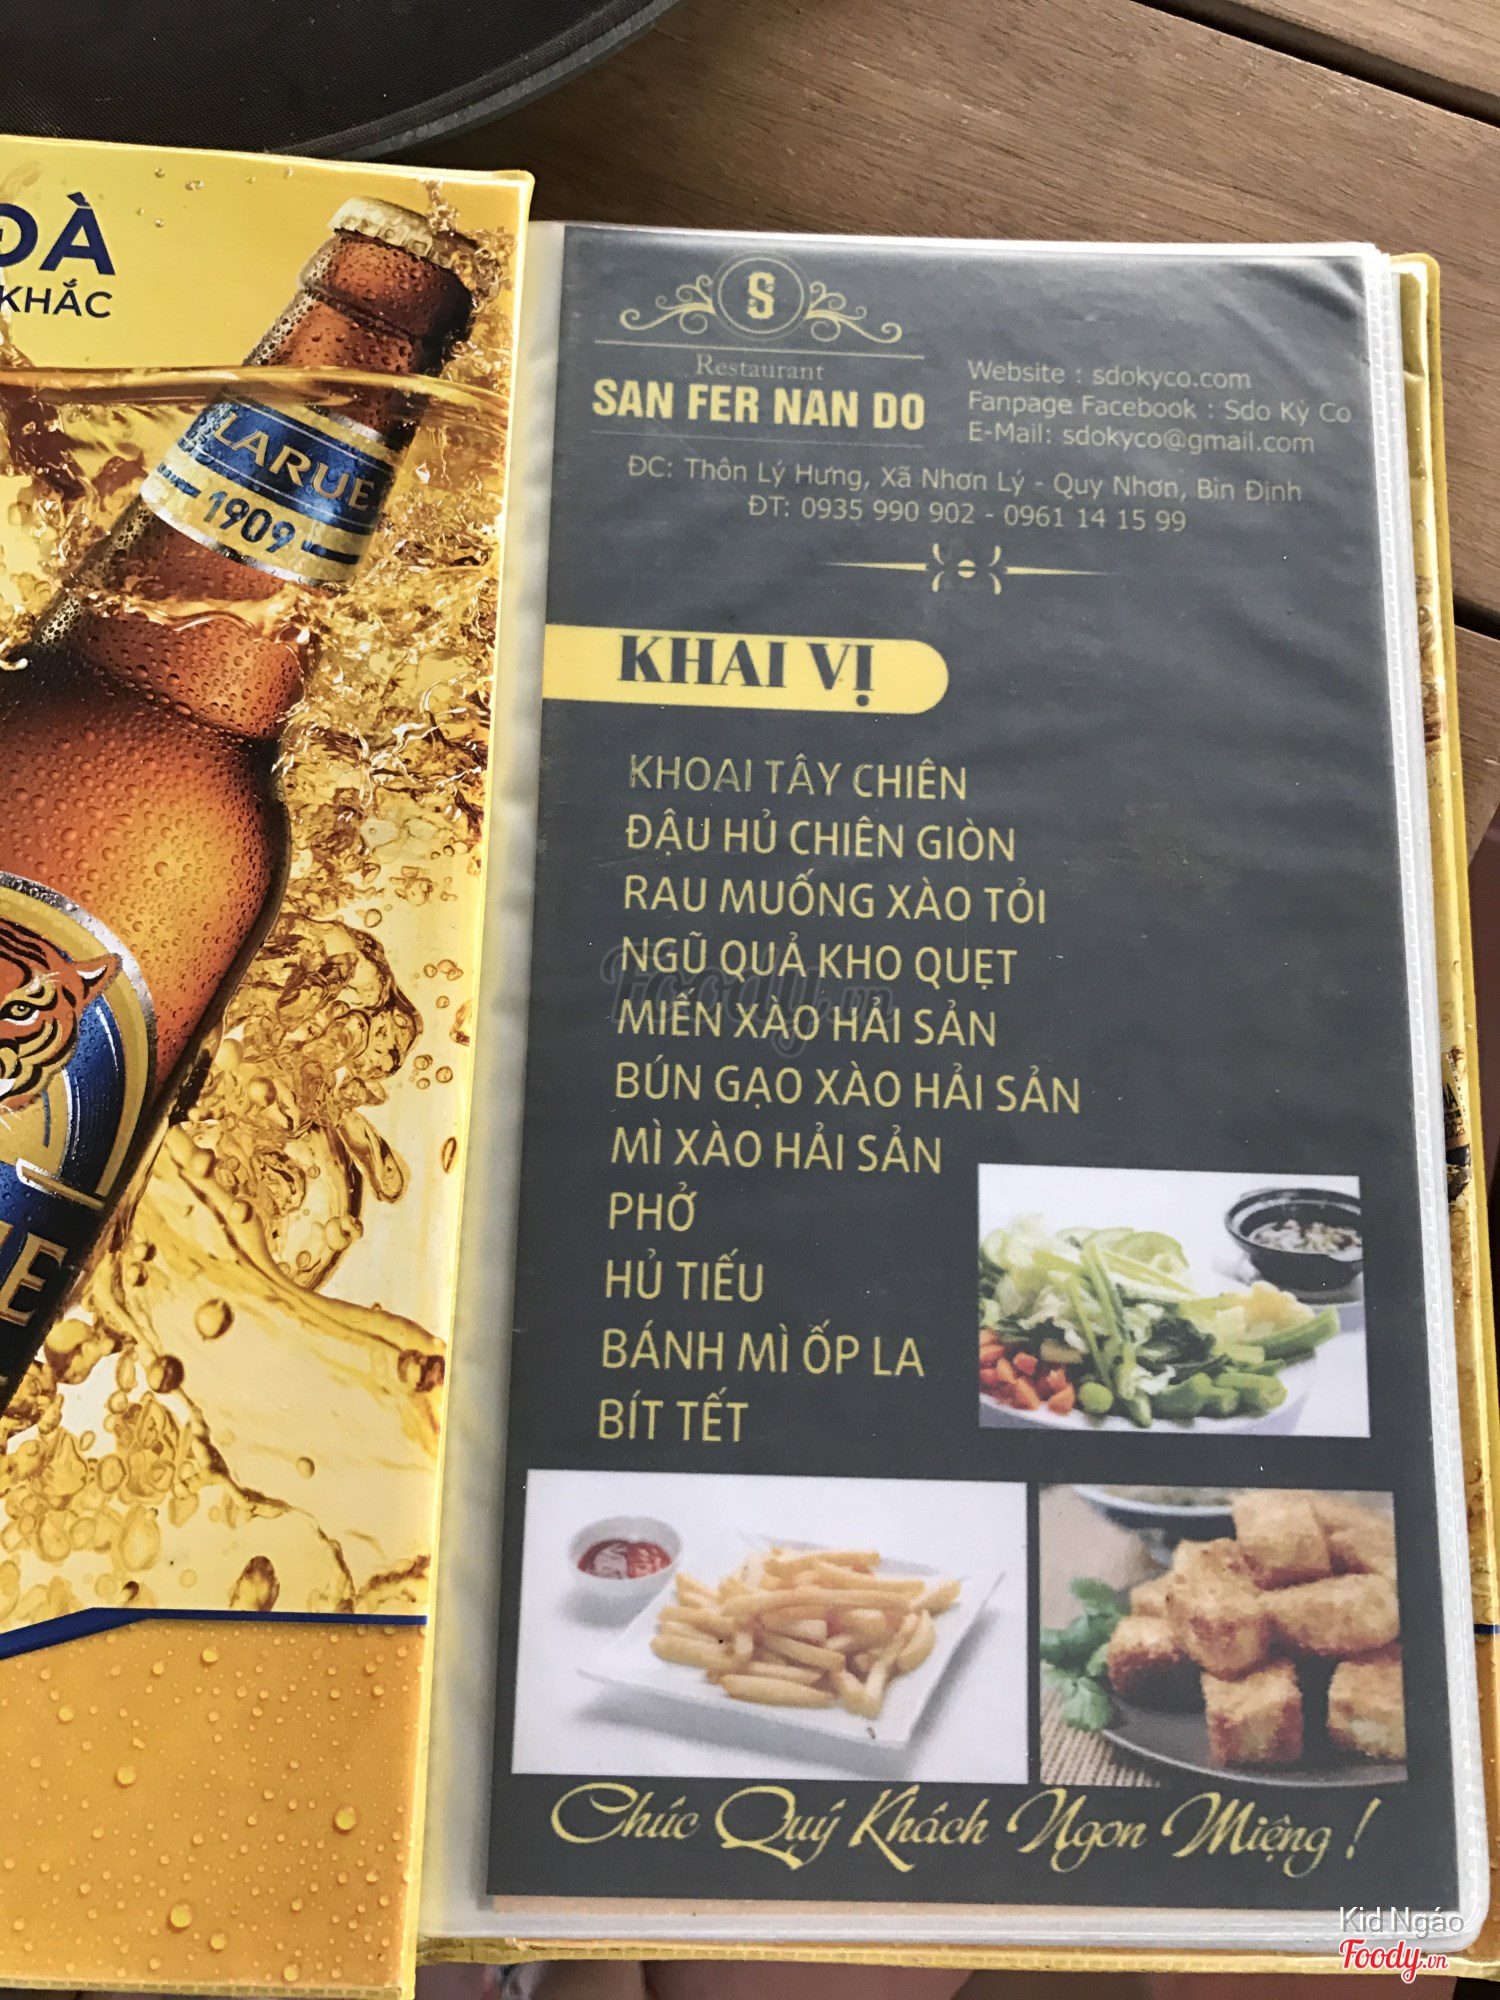 ĐÀ
KHẮC
LARUE
1909
S
Restaurant
SAN FER NAN DO
Website : sdokyco.com
Fanpage Facebook : Sdo Kỳ Co
E-Mail: sdokyco@gmail.com
ĐC: Thôn Lý Hưng, Xã Nhơn Lý - Quy Nhơn, Bìn Định
ĐT: 0935 990 902 - 0961 14 15 99
KHAI VỊ
KHOAI TÂY CHIÊN
ĐẬU HỦ CHIÊN GIÒN
RAU MUỐNG XÀO TỎI
NGŨ QUẢ KHO QUẸT
MIẾN XÀO HẢI SẢN
BÚN GẠO XÀO HẢI SẢN
MÌ XÀO HẢI SẢN
PHỞ
HỦ TIẾU
BÁNH MÌ ỐP LA
BÍT TẾT
Chúc Quý Khách Ngon Miệng !
Foody.vn
Kid Ngáo
Foody.vn